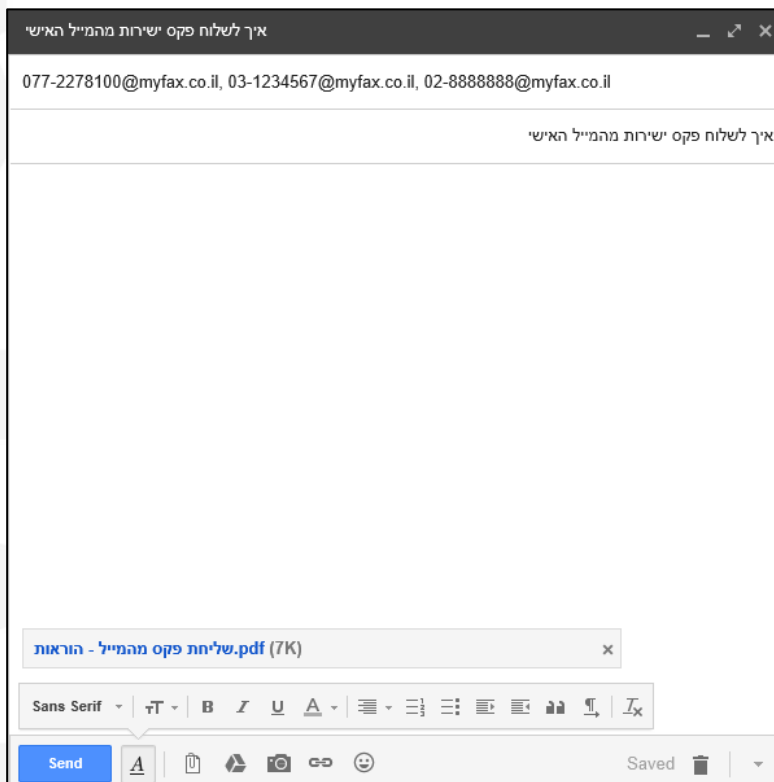 איך לשלוח פקס ישירות מהמייל האישי
077-2278100@myfax.co.il, 03-1234567@myfax.co.il, 02-8888888@myfax.co.il
איך לשלוח פקס ישירות מהמייל האישי
שליחת פקס מהמייל - הוראות.pdf (7K)
Sans Serif
Send
Saved